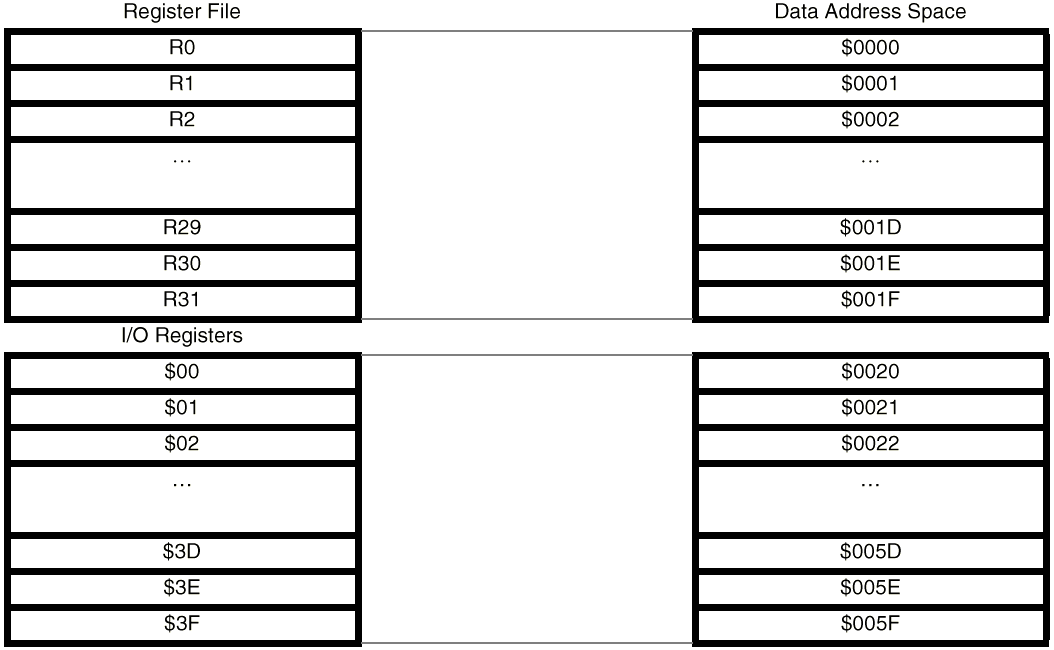 Register File Data Address Space
R0 $0000
R1 $0001
R2 $0002
... ...
R29 $001D
R30 $001E
R31 $001F
I/O Registers
$00 $0020
$01 $0021
$02 $0022
... ...
$3D $005D
$3E $005E
$3F $005F